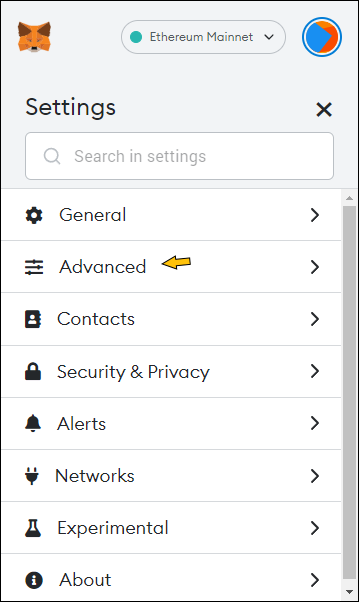 Ethereum Mainnet
Settings
Search in settings
General
Advanced
Contacts
Security & Privacy
Alerts
Networks
Experimental
About